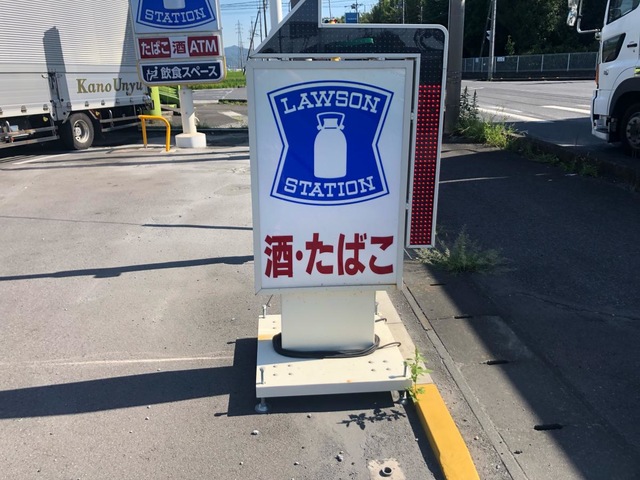 STATION
たばこ 酒 ATM
飲食スペース
Kano Unyu
LAWSON
STATION
酒・たばこ